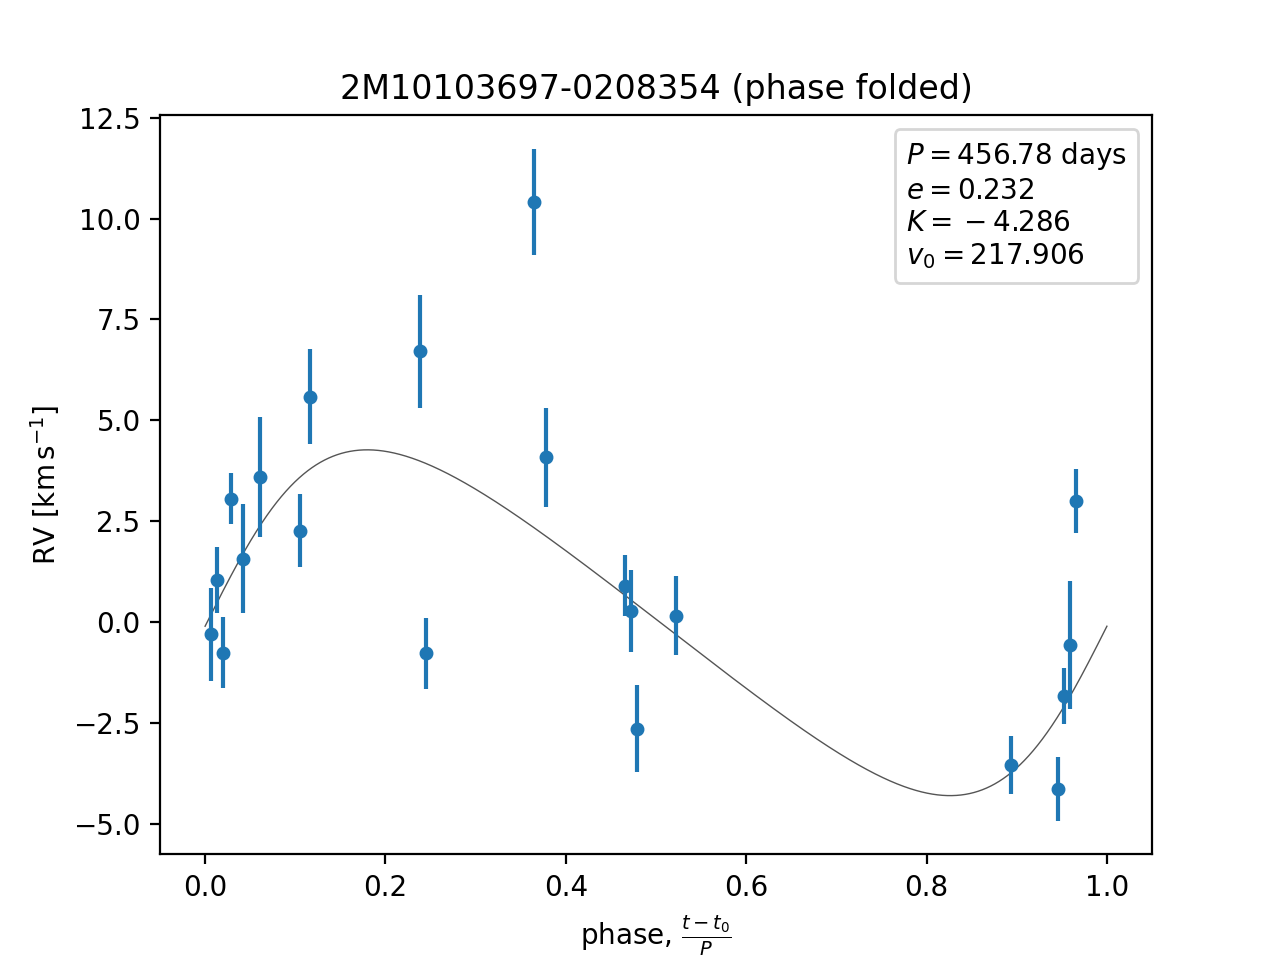 2M10103697-0208354 (phase folded)
12.5
10.0
7.5
5.0
2.5
0.0
−2.5
−5.0
RV [km s⁻¹]
P = 456.78 days
e = 0.232
K = − 4.286
v₀ = 217.906
0.0 0.2 0.4 0.6 0.8 1.0
phase, (t − t₀)/P